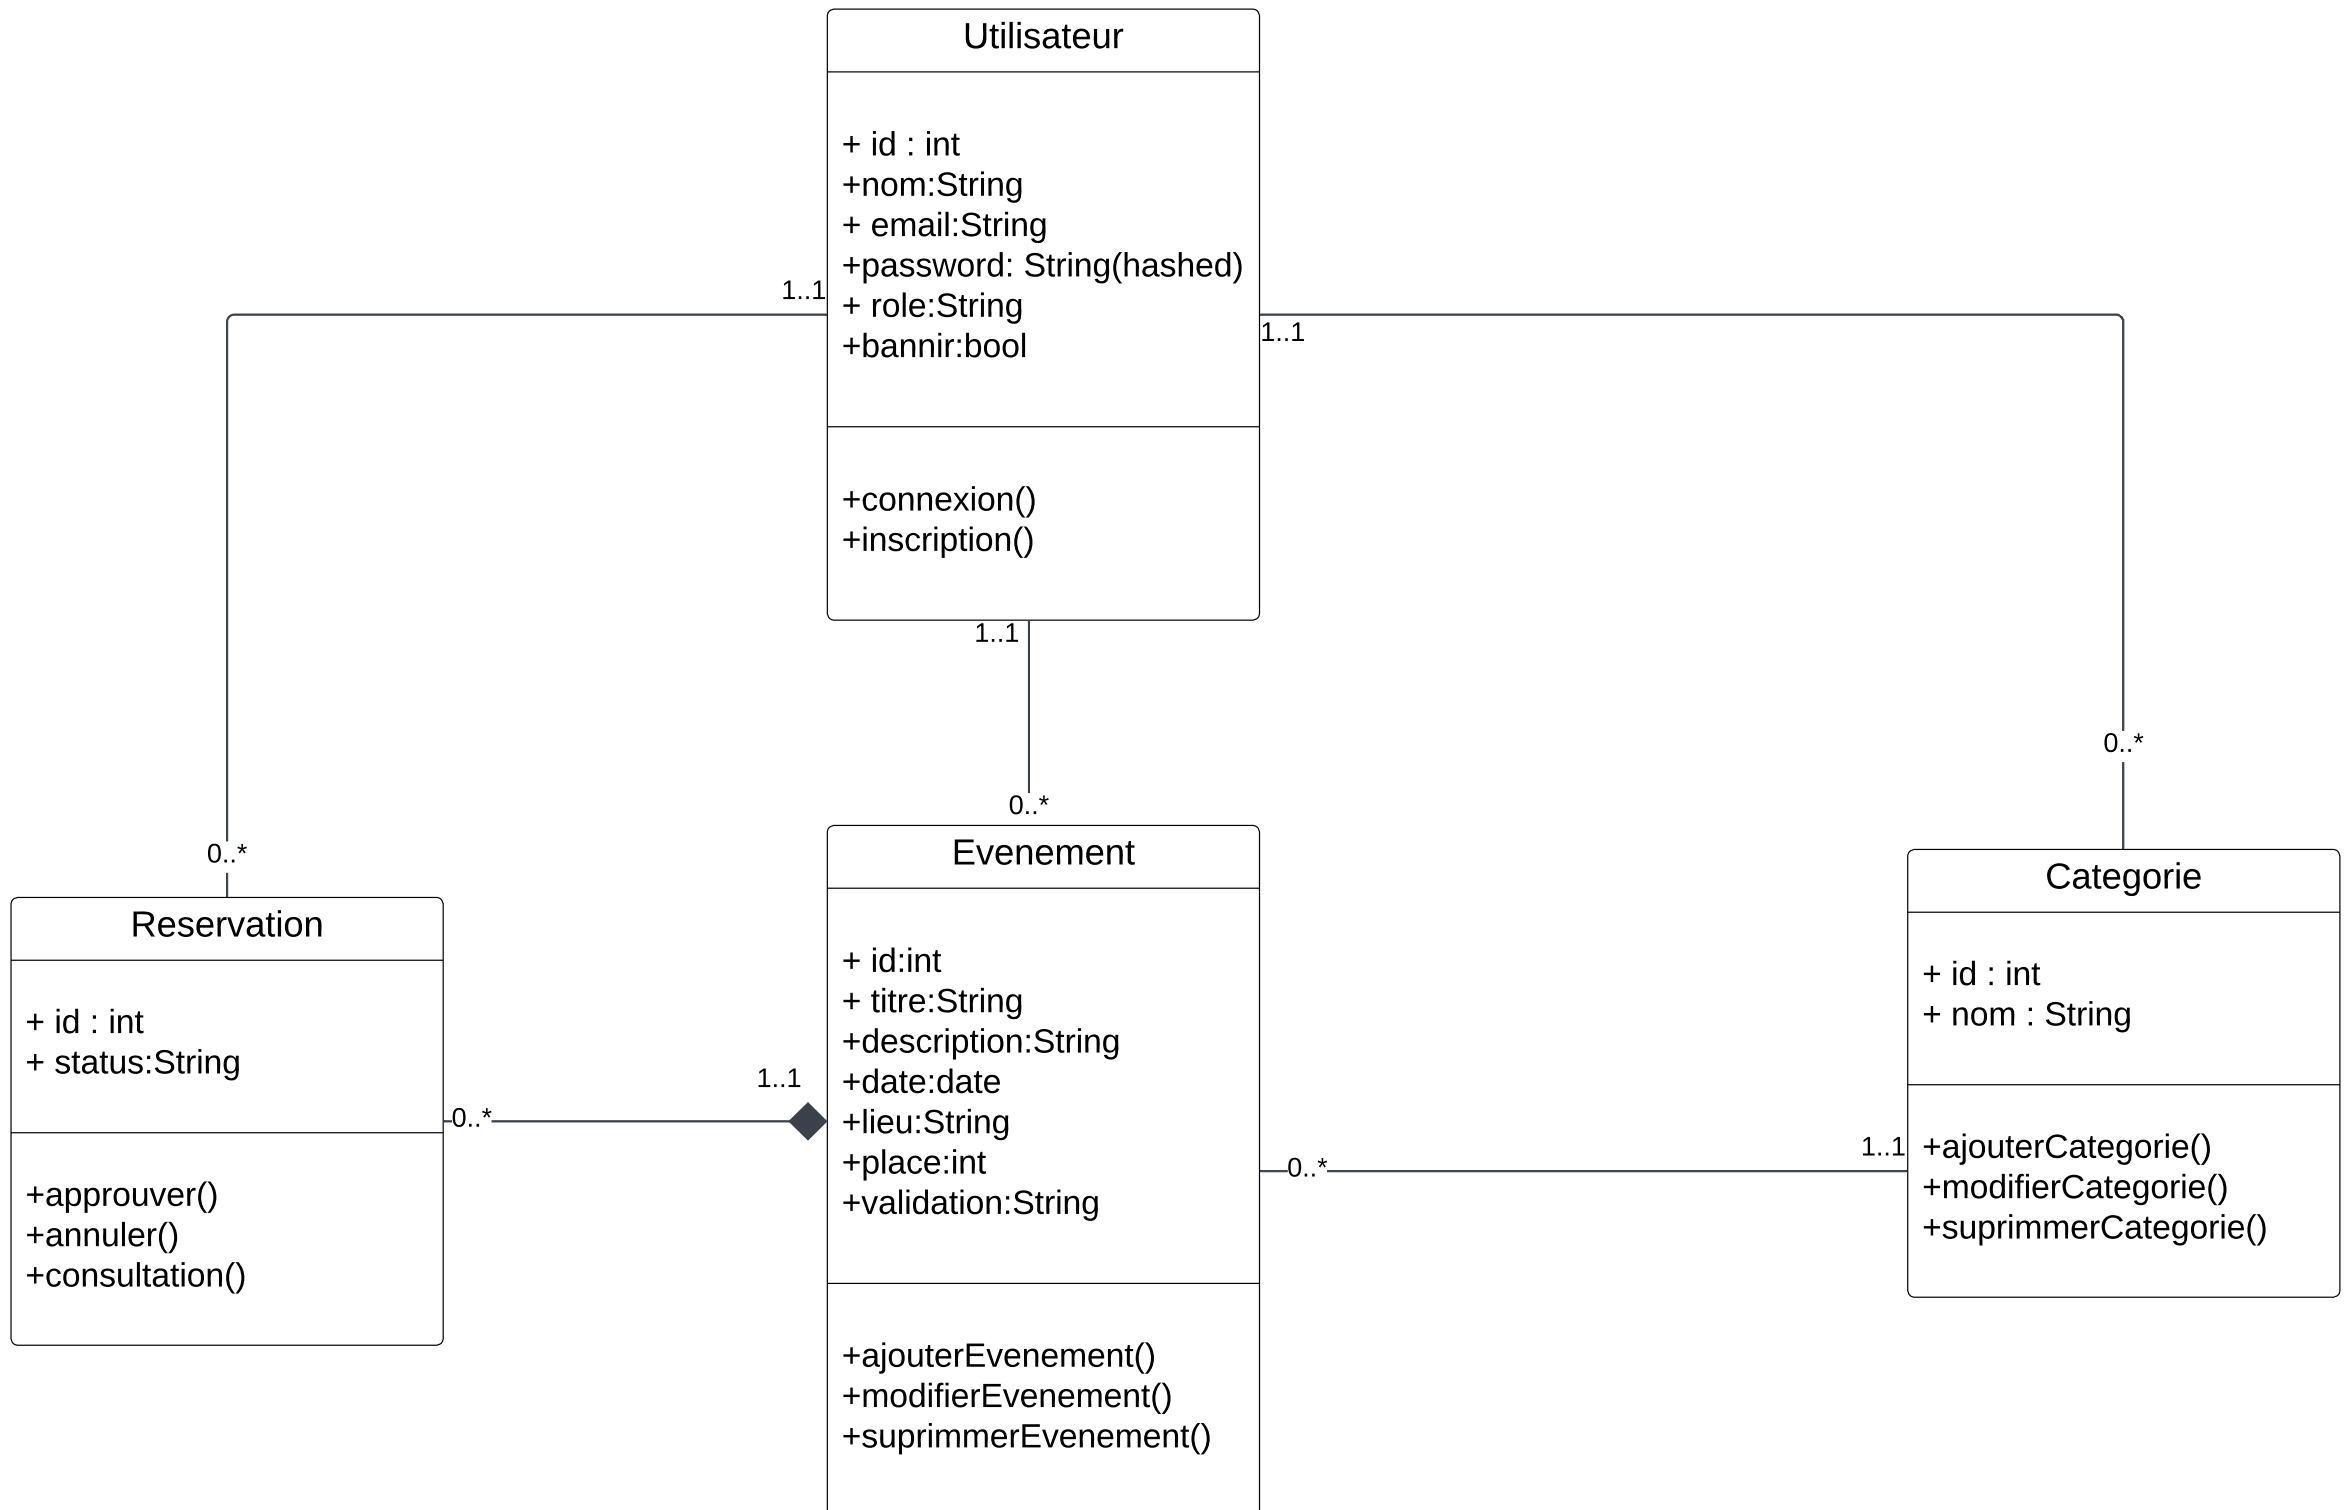 Utilisateur
+ id : int
+nom:String
+ email:String
+password: String(hashed)
+ role:String
+bannir:bool
+connexion()
+inscription()
1..1
1..1
1..1
0..*
0..*
0..*
Reservation
+ id : int
+ status:String
+approuver()
+annuler()
+consultation()
0..*
1..1
Evenement
+ id:int
+ titre:String
+description:String
+date:date
+lieu:String
+place:int
+validation:String
+ajouterEvenement()
+modifierEvenement()
+suprimmerEvenement()
0..*
1..1
Categorie
+ id : int
+ nom : String
+ajouterCategorie()
+modifierCategorie()
+suprimmerCategorie()